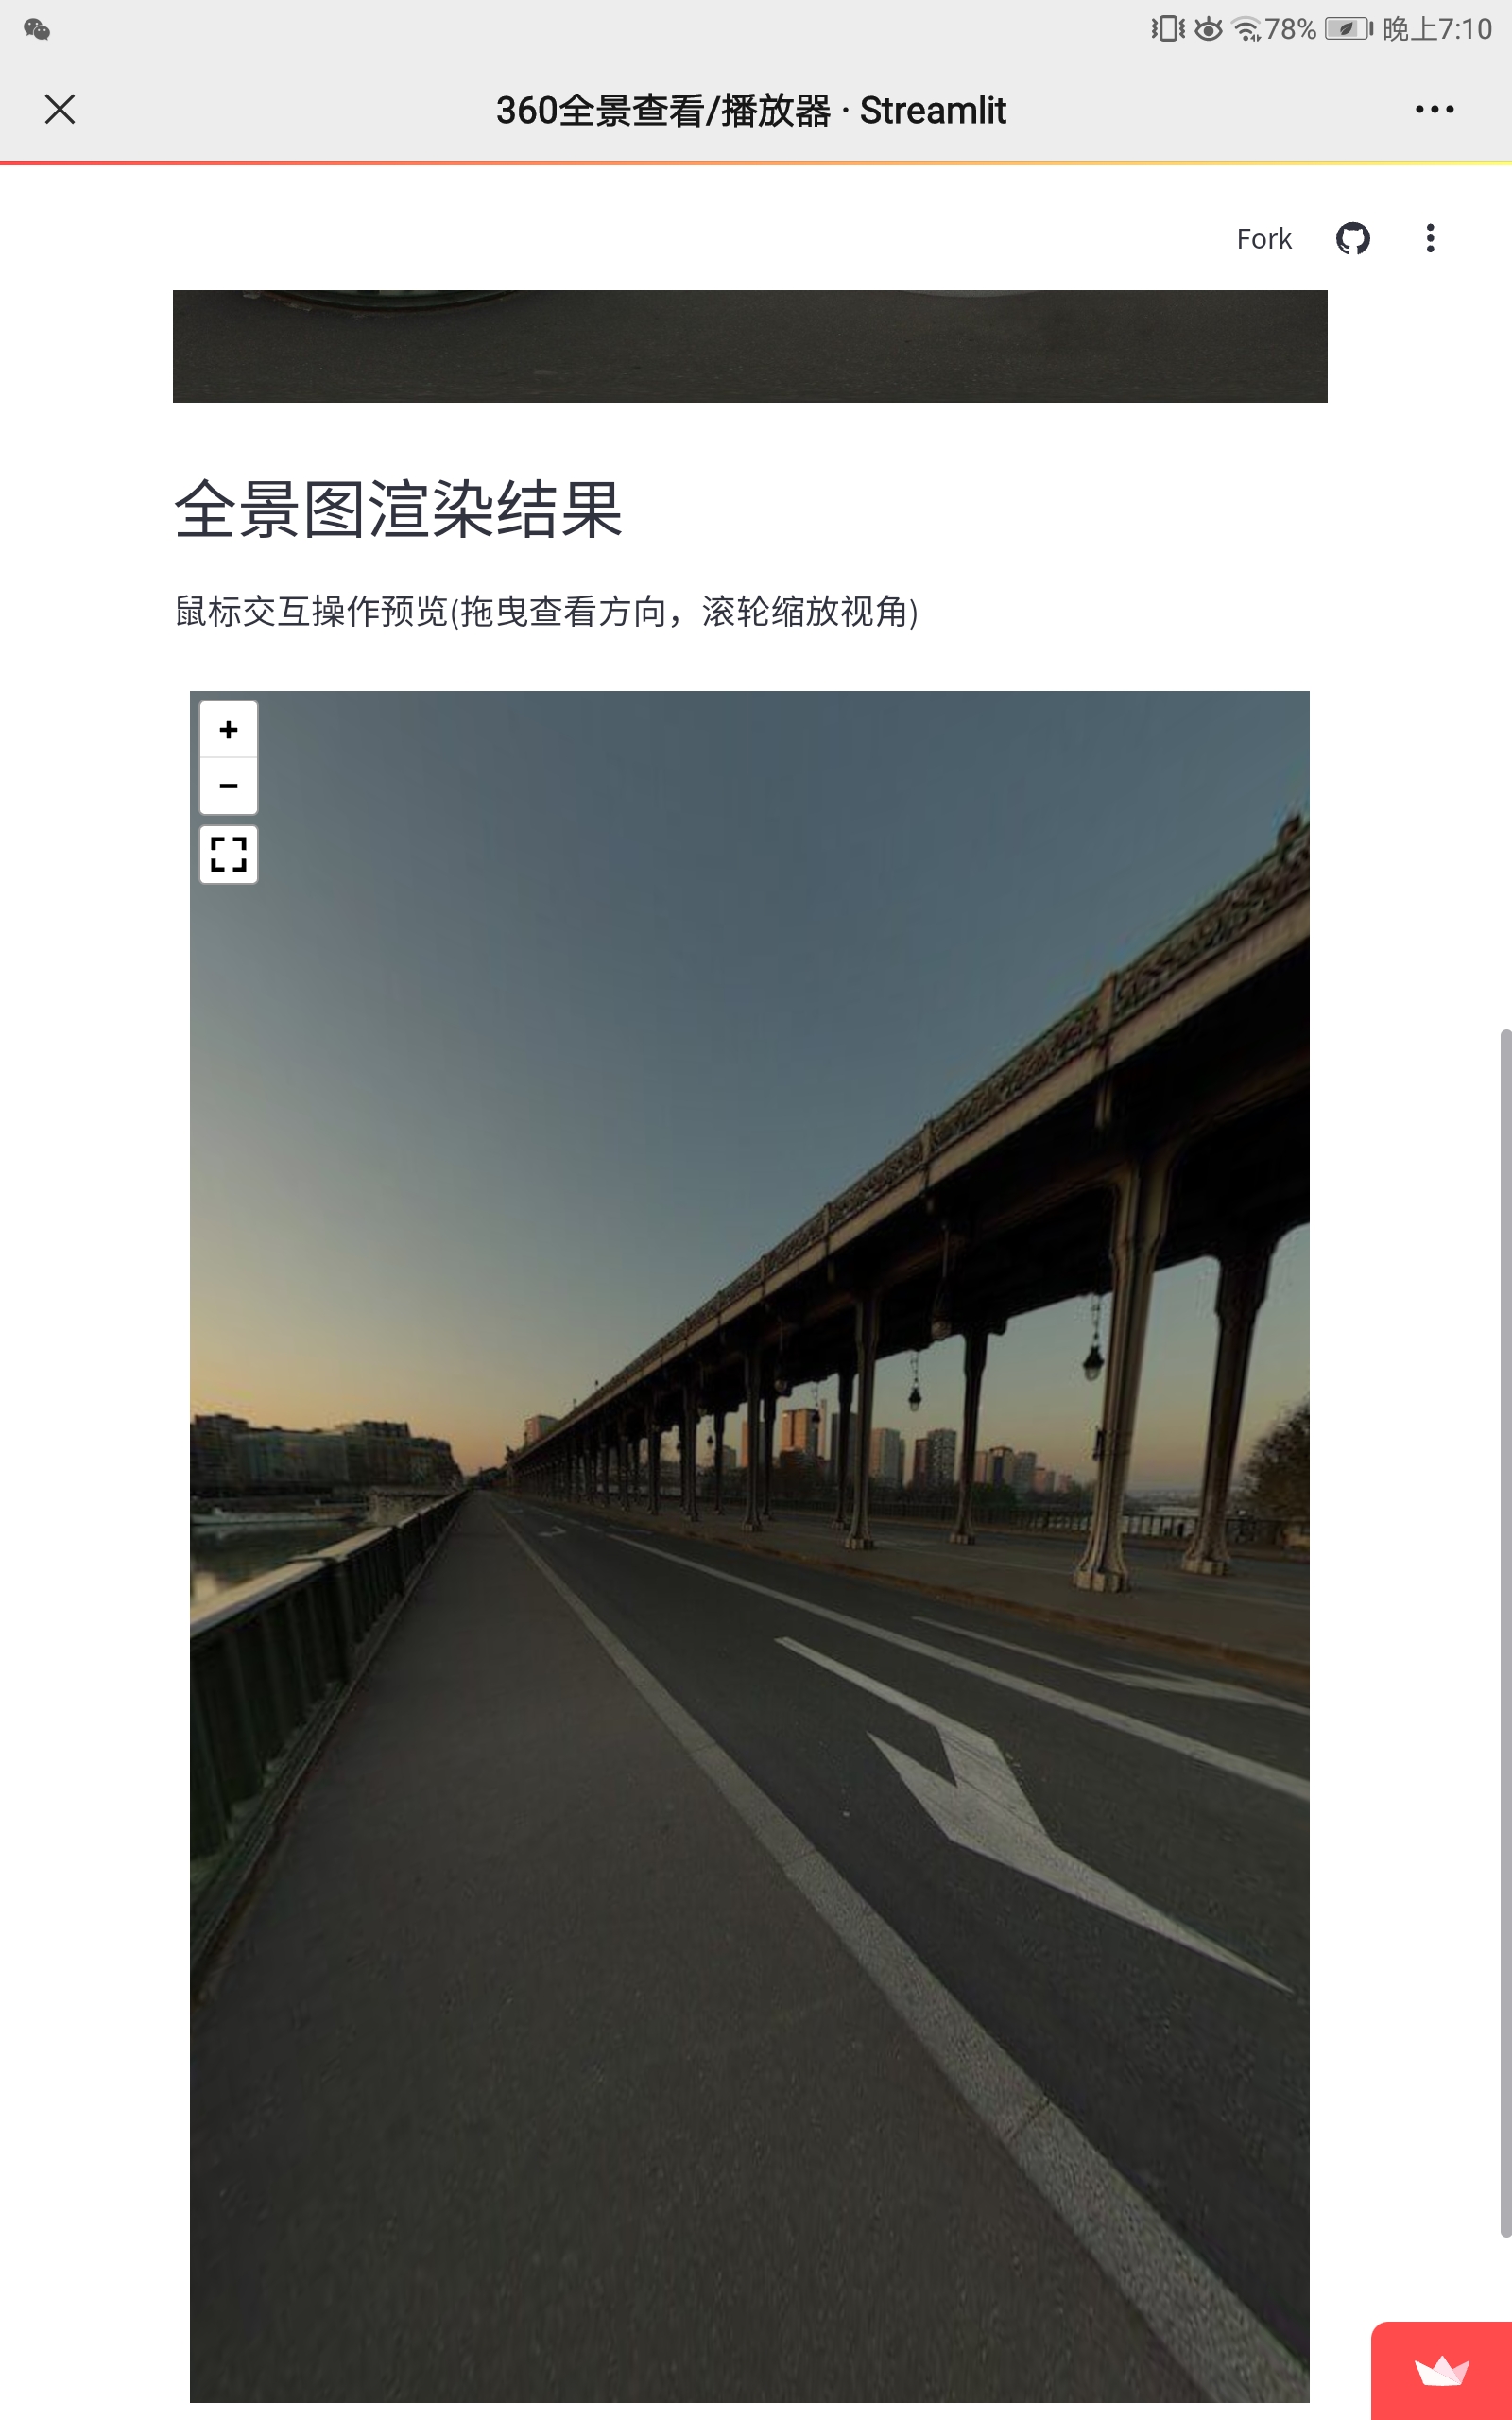 78% 晚上7:10
360全景查看/播放器 · Streamlit
Fork
全景图渲染结果
鼠标交互操作预览(拖曳查看方向，滚轮缩放视角)
+
−